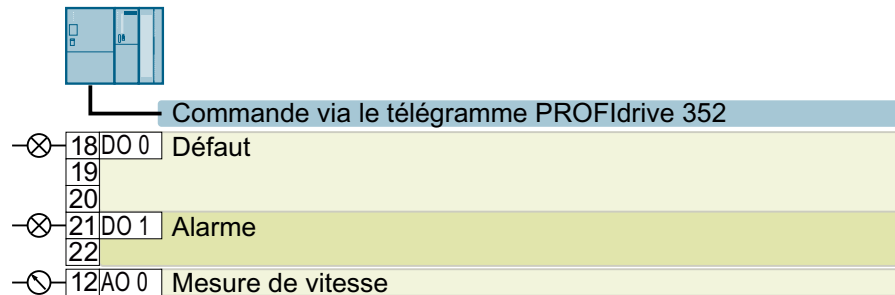 Commande via le télégramme PROFIdrive 352
18 DO 0 Défaut
19
20
21 DO 1 Alarme
22
12 AO 0 Mesure de vitesse